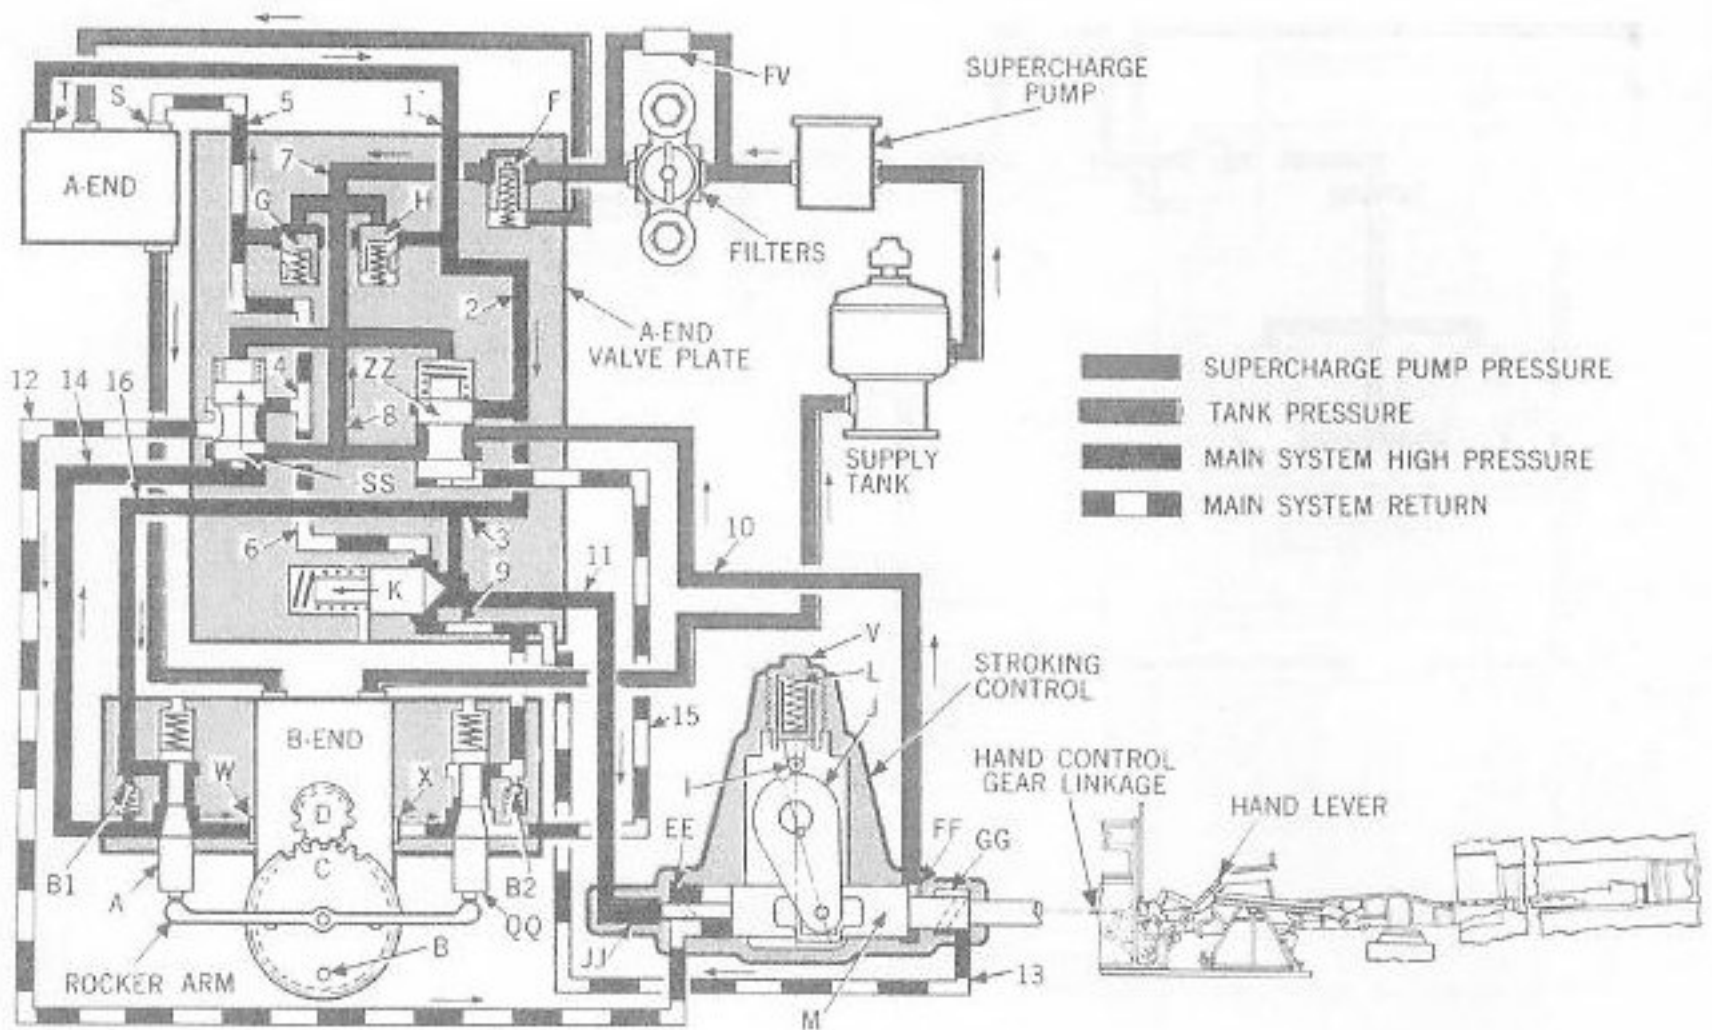 FV
SUPERCHARGE
PUMP
T
S
5
1
F
7
A-END
G
H
FILTERS
2
A-END
VALVE PLATE
12
14
16
4
ZZ
8
SS
SUPPLY
TANK
SUPERCHARGE PUMP PRESSURE
TANK PRESSURE
MAIN SYSTEM HIGH PRESSURE
MAIN SYSTEM RETURN
6
3
11
10
9
K
V
L
J
STROKING
CONTROL
15
B-END
W
X
D
I
HAND CONTROL
GEAR LINKAGE
HAND LEVER
EE
FF
GG
C
B1
A
B2
QQ
JJ
B
ROCKER ARM
13
M